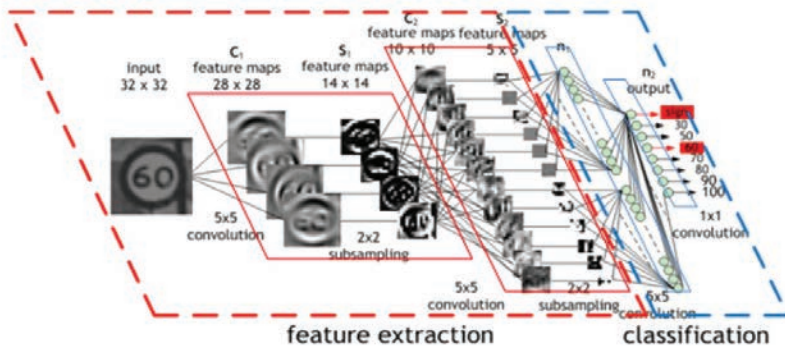 input
32 x 32
C1
feature maps
28 x 28
S1
feature maps
14 x 14
C2
feature maps
10 x 10
S2
feature maps
5 x 5
n1
n2
output
60
sign
30
50
60
70
80
90
100
5x5
convolution
2x2
subsampling
5x5
convolution
2x2
subsampling
6x5
convolution
1x1
convolution
feature extraction
classification